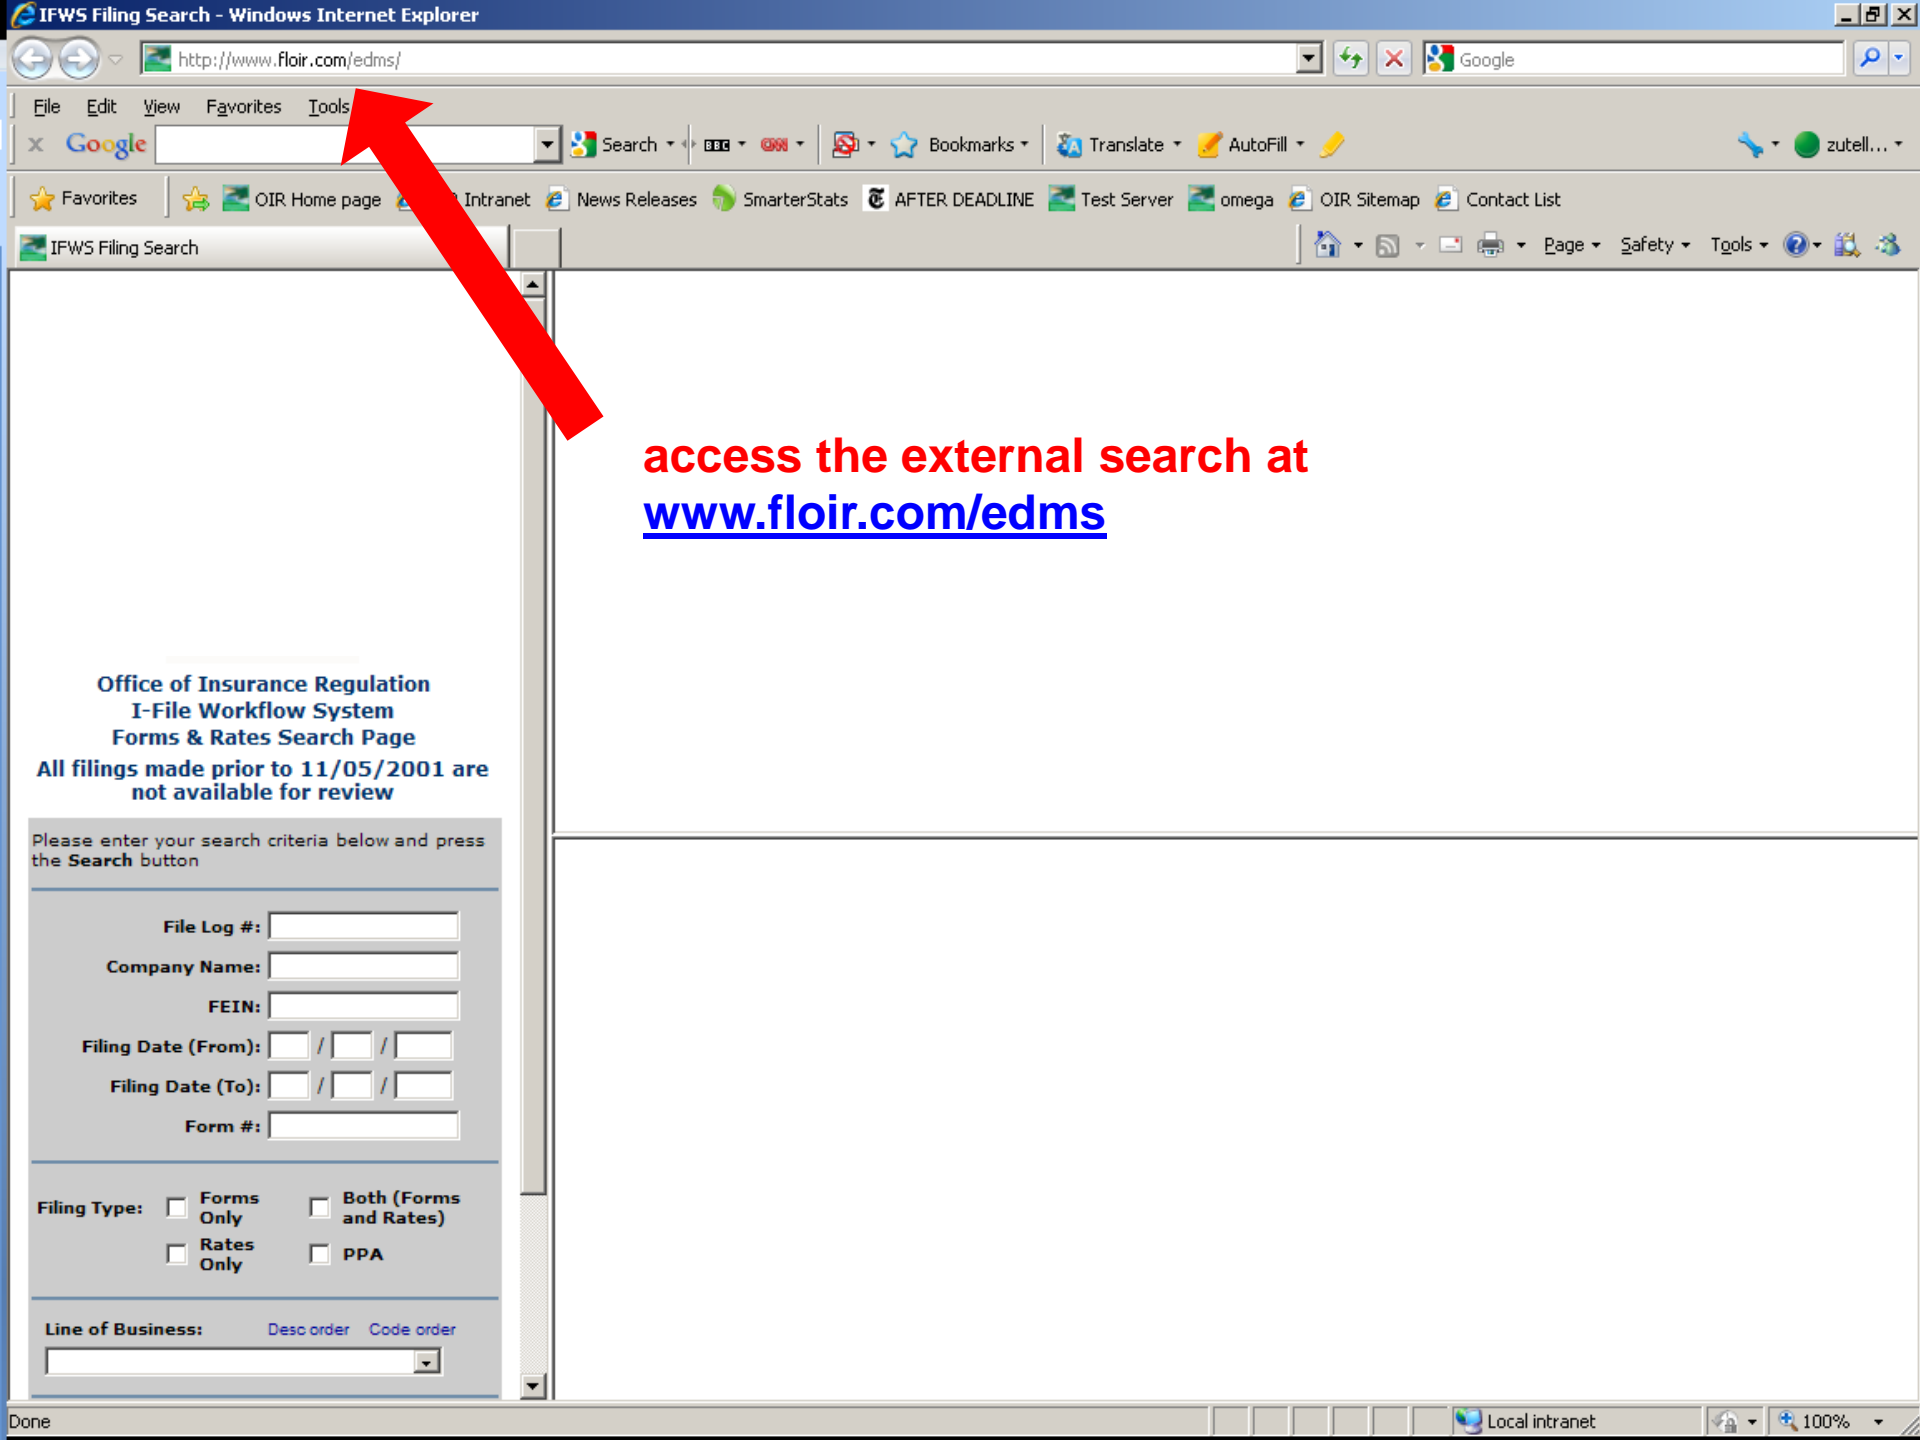 IFWS Filing Search - Windows Internet Explorer
http://www.floir.com/edms/
Google
File Edit View Favorites Tools
x Google Search BBC CNN Bookmarks Translate AutoFill zutell...
Favorites OIR Home page Intranet News Releases SmarterStats AFTER DEADLINE Test Server omega OIR Sitemap Contact List
IFWS Filing Search
Page Safety Tools
access the external search at
www.floir.com/edms
Office of Insurance Regulation
I-File Workflow System
Forms & Rates Search Page
All filings made prior to 11/05/2001 are
not available for review
Please enter your search criteria below and press
the Search button
File Log #:
Company Name:
FEIN:
Filing Date (From): / /
Filing Date (To): / /
Form #:
Filing Type:
Forms
Only
Both (Forms
and Rates)
Rates
Only
PPA
Line of Business: Desc order Code order
Done
Local intranet
100%